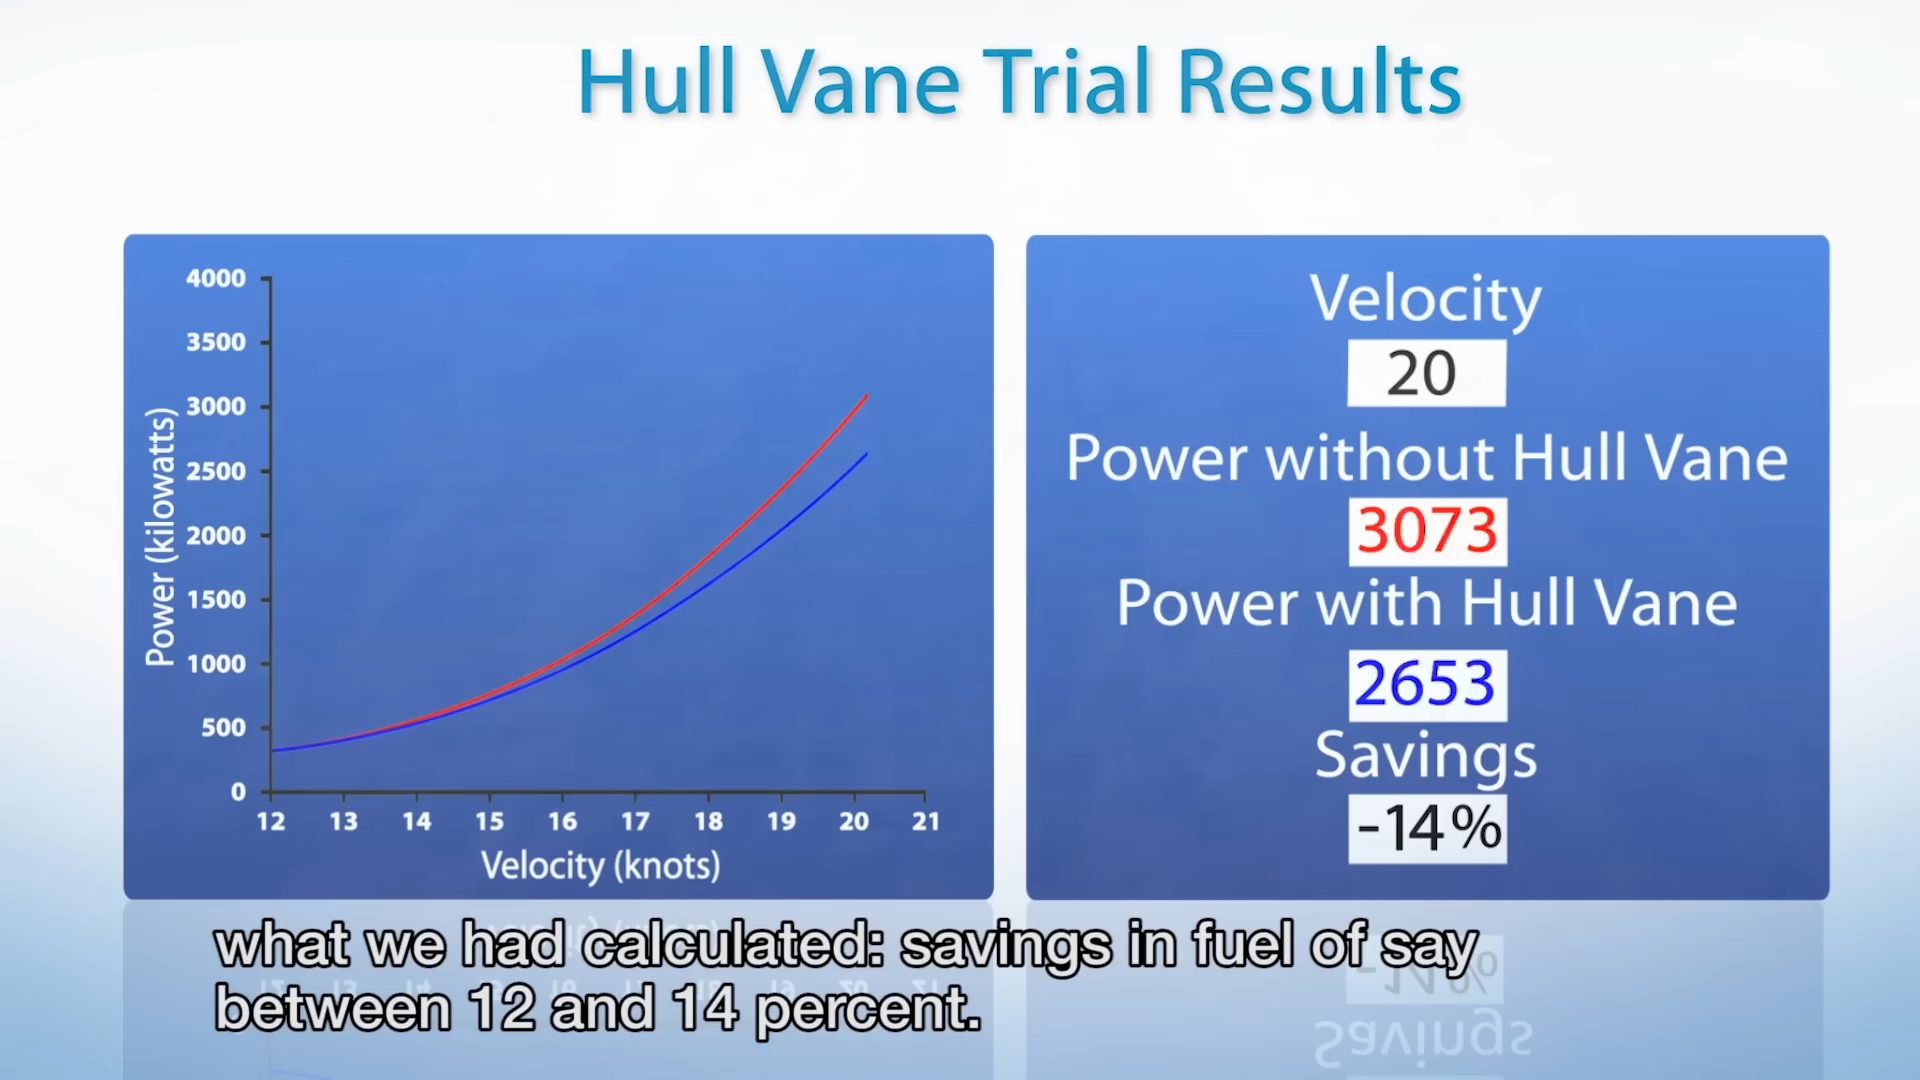 Hull Vane Trial Results
4000
3500
3000
2500
2000
1500
1000
500
0
Power (kilowatts)
12 13 14 15 16 17 18 19 20 21
Velocity (knots)
Velocity
20
Power without Hull Vane
3073
Power with Hull Vane
2653
Savings
-14%
what we had calculated: savings in fuel of say
between 12 and 14 percent.